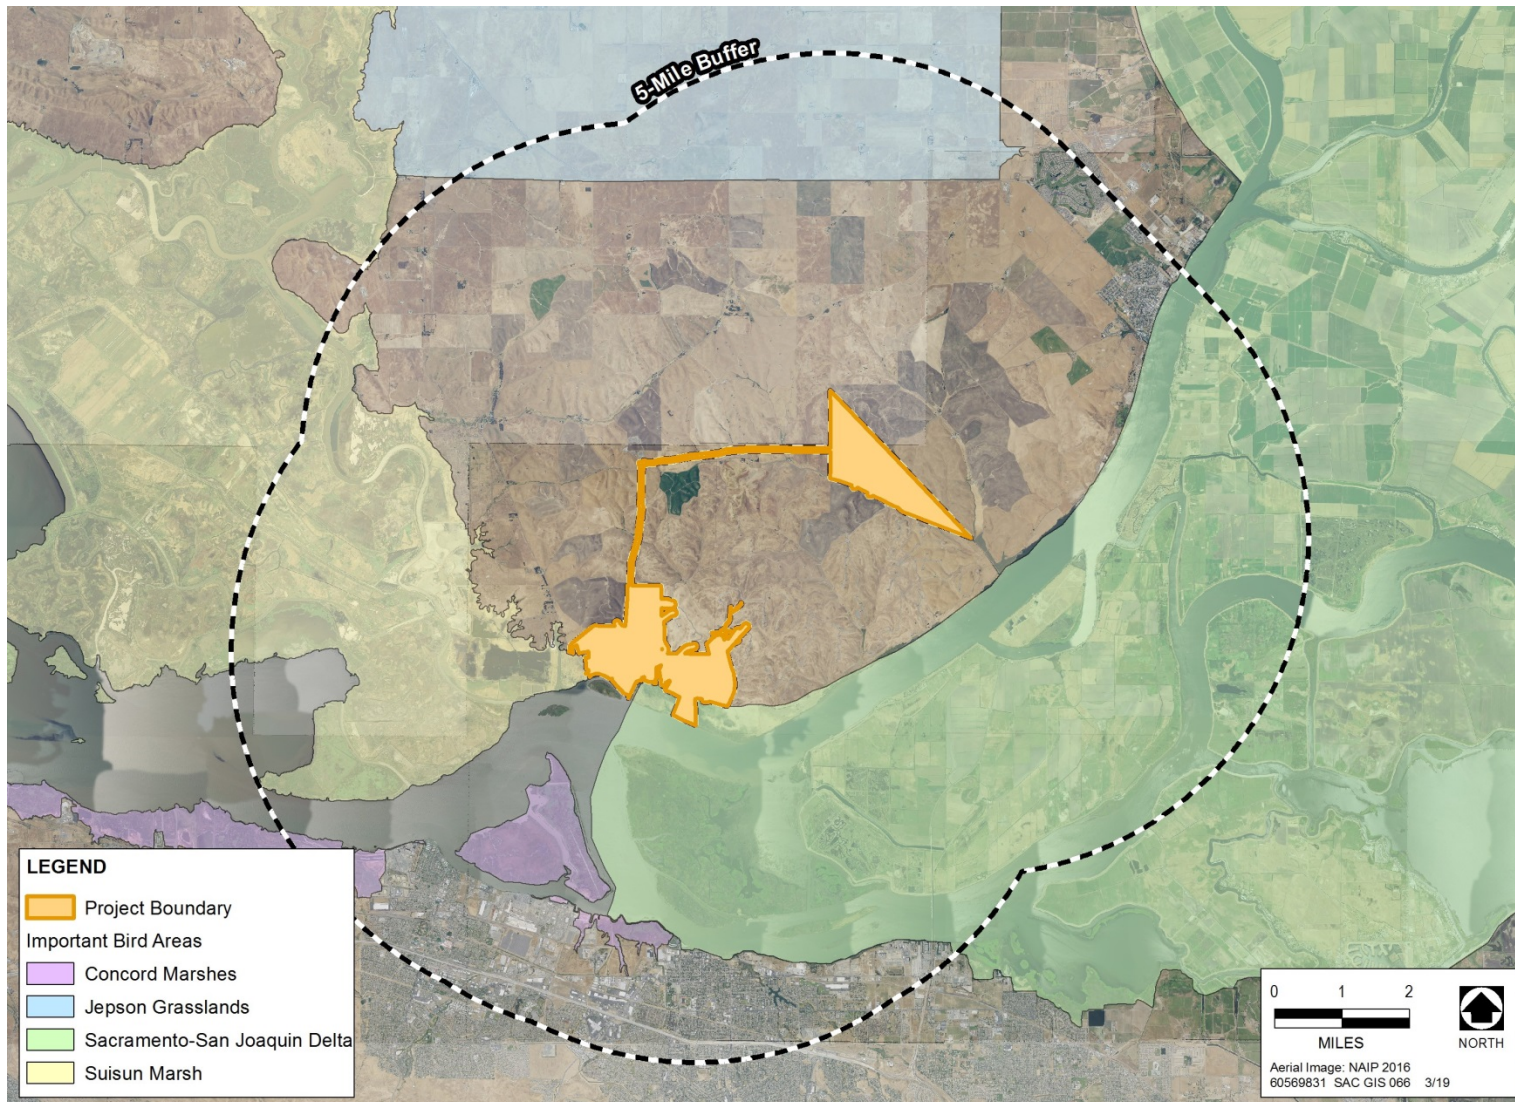 5-Mile Buffer
LEGEND
Project Boundary
Important Bird Areas
Concord Marshes
Jepson Grasslands
Sacramento-San Joaquin Delta
Suisun Marsh
0 1 2
MILES
NORTH
Aerial Image: NAIP 2016
60569831 SAC GIS 066 3/19